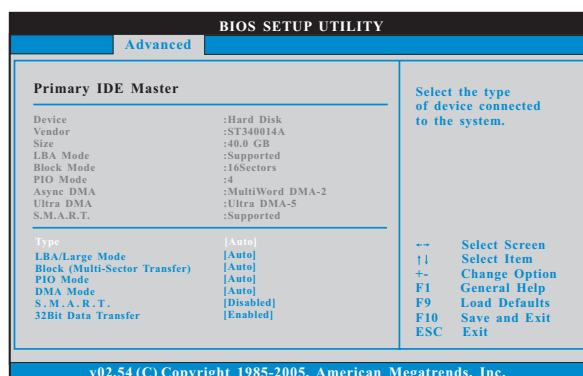 BIOS SETUP UTILITY
Advanced
Primary IDE Master
Device :Hard Disk
Vendor :ST340014A
Size :40.0 GB
LBA Mode :Supported
Block Mode :16Sectors
PIO Mode :4
Async DMA :MultiWord DMA-2
Ultra DMA :Ultra DMA-5
S.M.A.R.T. :Supported
Type [Auto]
LBA/Large Mode [Auto]
Block (Multi-Sector Transfer) [Auto]
PIO Mode [Auto]
DMA Mode [Auto]
S.M.A.R.T. [Disabled]
32Bit Data Transfer [Enabled]
Select the type
of device connected
to the system.
←→ Select Screen
↑↓ Select Item
+- Change Option
F1 General Help
F9 Load Defaults
F10 Save and Exit
ESC Exit
v02.54 (C) Copyright 1985-2005, American Megatrends, Inc.